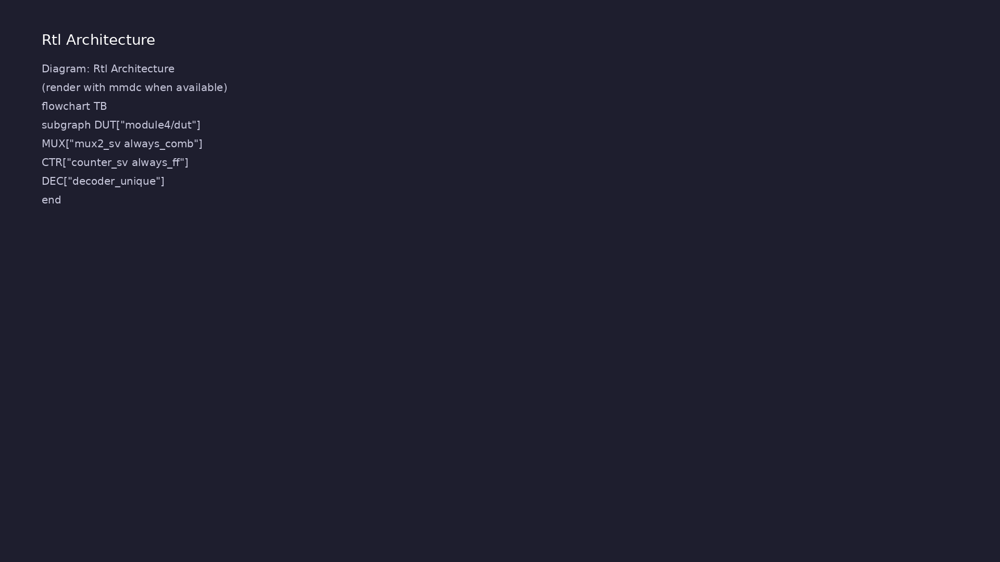 Rtl Architecture
Diagram: Rtl Architecture
(render with mmdc when available)
flowchart TB
subgraph DUT["module4/dut"]
MUX["mux2_sv always_comb"]
CTR["counter_sv always_ff"]
DEC["decoder_unique"]
end